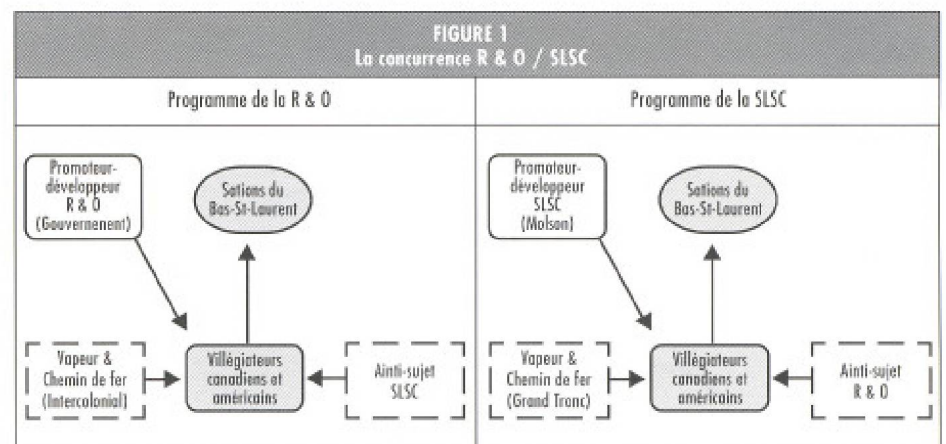 FIGURE 1
La concurrence R & O / SLSC
Programme de la R & O
Programme de la SLSC
Promoteur-
développeur
R & O
(Gouvernenent)
Sations du
Bas-St-Laurent
Vapeur &
Chemin de fer
(Intercolonial)
Villégiateurs
canadiens et
américains
Ainti-sujet
SLSC
Promoteur-
développeur
SLSC
(Molson)
Sations du
Bas-St-Laurent
Vapeur &
Chemin de fer
(Grand Tronc)
Villégiateurs
canadiens et
américains
Ainti-sujet
R & O